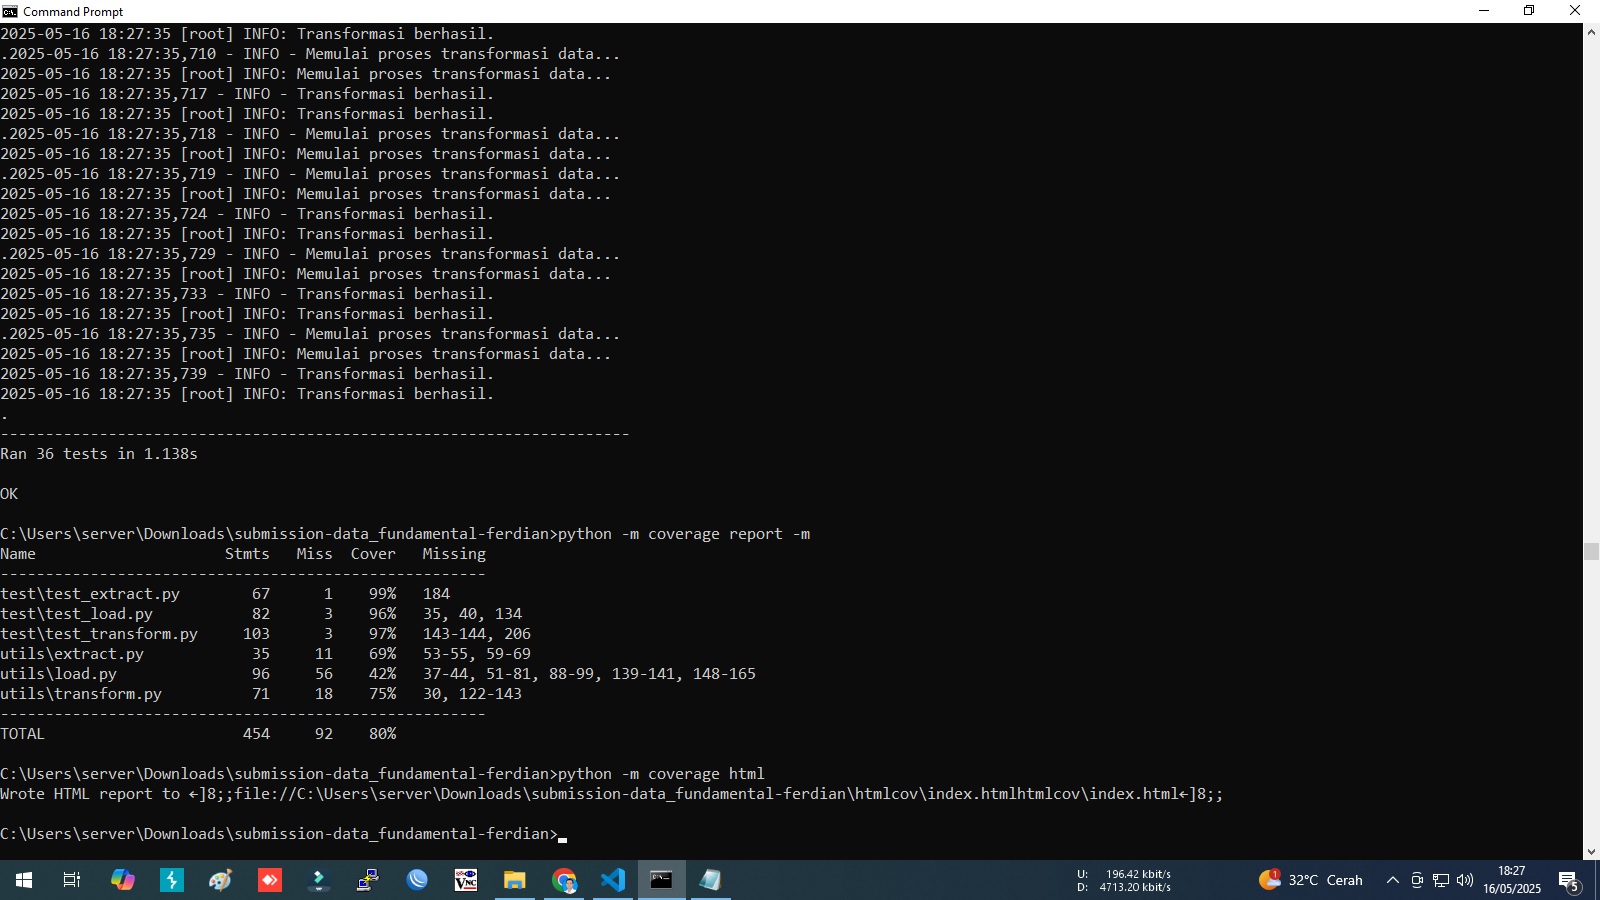 Command Prompt
2025-05-16 18:27:35 [root] INFO: Transformasi berhasil.
.2025-05-16 18:27:35,710 - INFO - Memulai proses transformasi data...
2025-05-16 18:27:35 [root] INFO: Memulai proses transformasi data...
2025-05-16 18:27:35,717 - INFO - Transformasi berhasil.
2025-05-16 18:27:35 [root] INFO: Transformasi berhasil.
.2025-05-16 18:27:35,718 - INFO - Memulai proses transformasi data...
2025-05-16 18:27:35 [root] INFO: Memulai proses transformasi data...
.2025-05-16 18:27:35,719 - INFO - Memulai proses transformasi data...
2025-05-16 18:27:35 [root] INFO: Memulai proses transformasi data...
2025-05-16 18:27:35,724 - INFO - Transformasi berhasil.
2025-05-16 18:27:35 [root] INFO: Transformasi berhasil.
.2025-05-16 18:27:35,729 - INFO - Memulai proses transformasi data...
2025-05-16 18:27:35 [root] INFO: Memulai proses transformasi data...
2025-05-16 18:27:35,733 - INFO - Transformasi berhasil.
2025-05-16 18:27:35 [root] INFO: Transformasi berhasil.
.2025-05-16 18:27:35,735 - INFO - Memulai proses transformasi data...
2025-05-16 18:27:35 [root] INFO: Memulai proses transformasi data...
2025-05-16 18:27:35,739 - INFO - Transformasi berhasil.
2025-05-16 18:27:35 [root] INFO: Transformasi berhasil.
.
----------------------------------------------------------------------
Ran 36 tests in 1.138s
OK
C:\Users\server\Downloads\submission-data_fundamental-ferdian>python -m coverage report -m
Name                     Stmts   Miss  Cover   Missing
------------------------------------------------------
test\test_extract.py        67      1    99%   184
test\test_load.py           82      3    96%   35, 40, 134
test\test_transform.py     103      3    97%   143-144, 206
utils\extract.py            35     11    69%   53-55, 59-69
utils\load.py               96     56    42%   37-44, 51-81, 88-99, 139-141, 148-165
utils\transform.py          71     18    75%   30, 122-143
------------------------------------------------------
TOTAL                      454     92    80%
C:\Users\server\Downloads\submission-data_fundamental-ferdian>python -m coverage html
Wrote HTML report to ←]8;;file://C:\Users\server\Downloads\submission-data_fundamental-ferdian\htmlcov\index.htmlhtmlcov\index.html←]8;;
C:\Users\server\Downloads\submission-data_fundamental-ferdian>
VNC
U: 196.42 kbit/s
D: 4713.20 kbit/s
1
32°C Cerah
18:27
16/05/2025
5